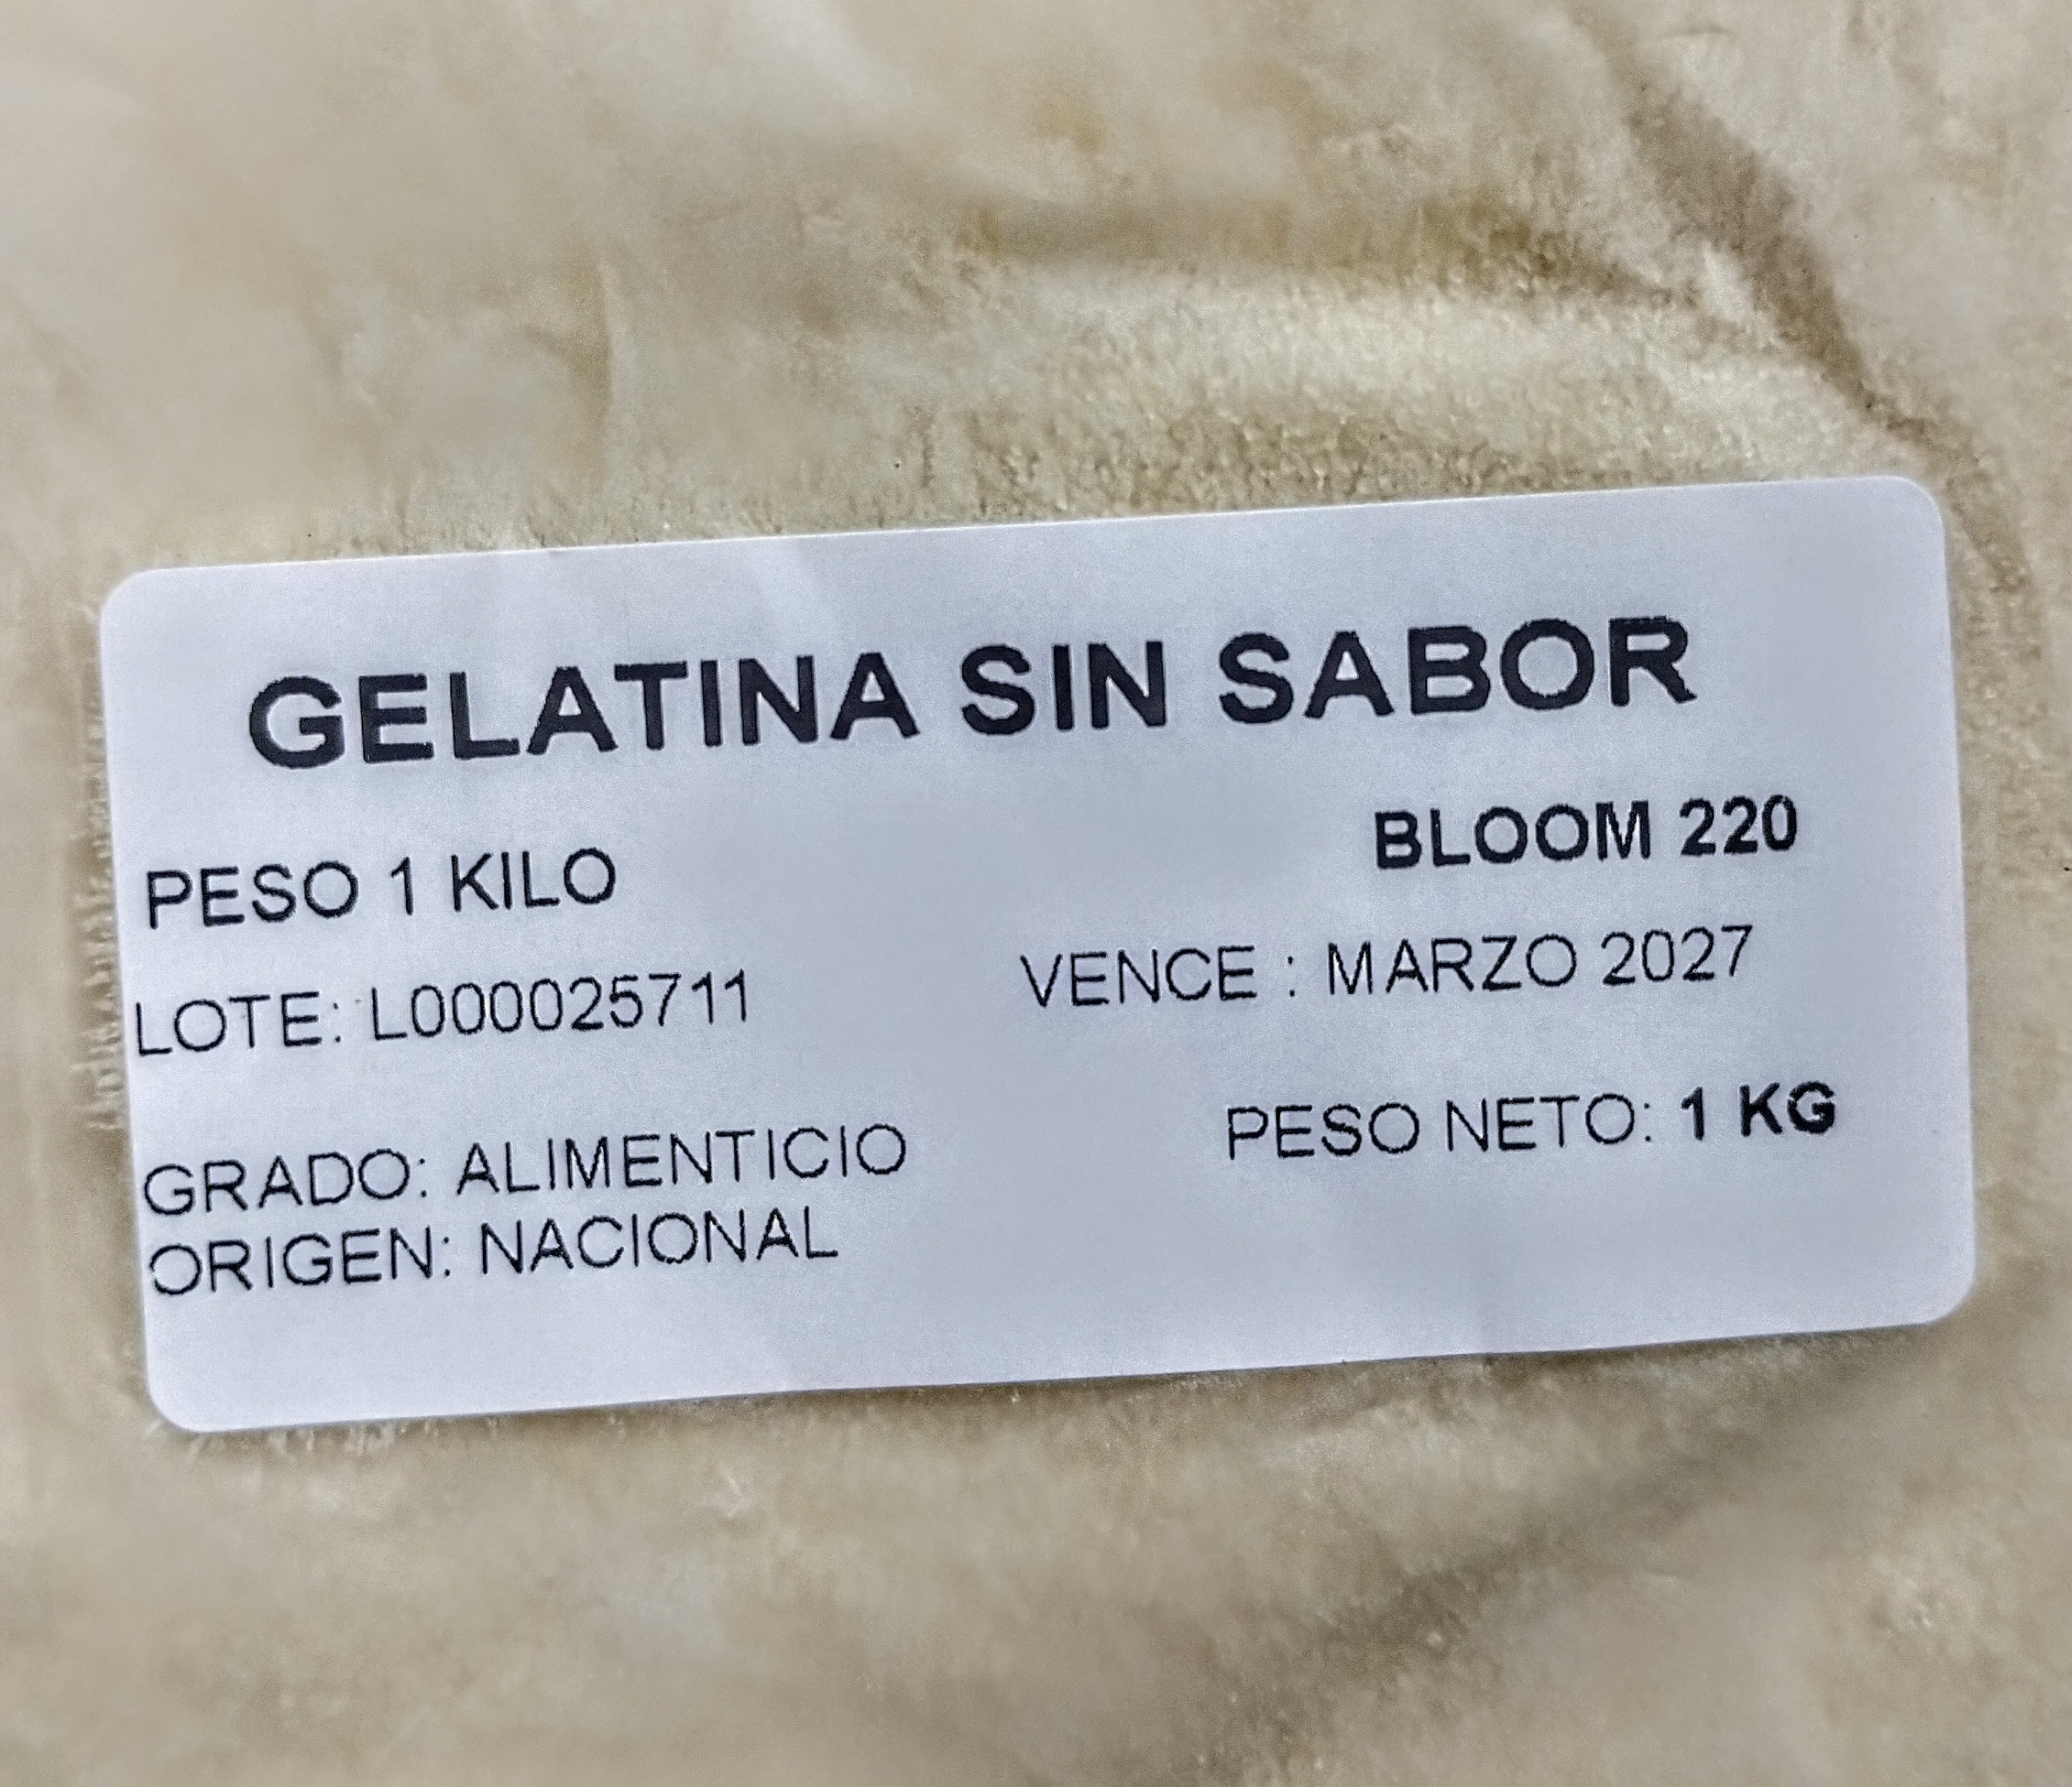 GELATINA SIN SABOR
BLOOM 220
PESO 1 KILO
LOTE: L000025711 VENCE : MARZO 2027
GRADO: ALIMENTICIO PESO NETO: 1 KG
ORIGEN: NACIONAL